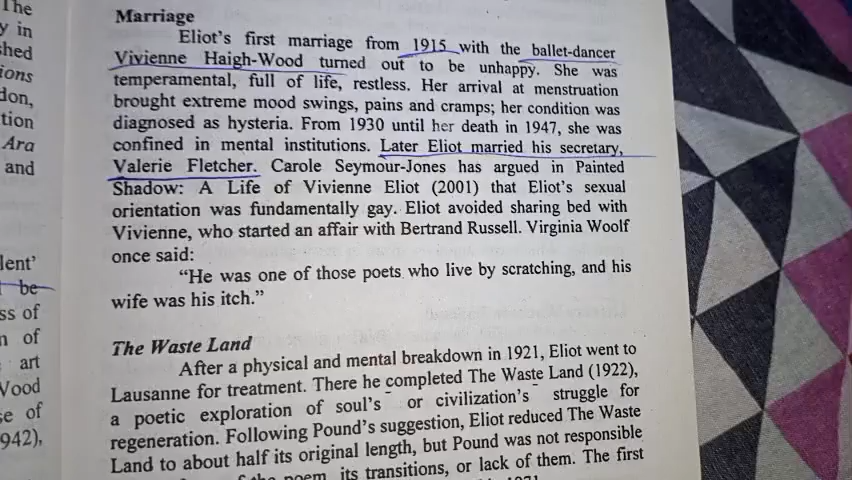 The
y in
shed
ions
don,
tion
Ara
and
lent'
be
ss of
n of
art
Wood
se of
942),
Marriage
Eliot's first marriage from 1915 with the ballet-dancer
Vivienne Haigh-Wood turned out to be unhappy. She was
temperamental, full of life, restless. Her arrival at menstruation
brought extreme mood swings, pains and cramps; her condition was
diagnosed as hysteria. From 1930 until her death in 1947, she was
confined in mental institutions. Later Eliot married his secretary,
Valerie Fletcher. Carole Seymour-Jones has argued in Painted
Shadow: A Life of Vivienne Eliot (2001) that Eliot's sexual
orientation was fundamentally gay. Eliot avoided sharing bed with
Vivienne, who started an affair with Bertrand Russell. Virginia Woolf
once said:
“He was one of those poets who live by scratching, and his
wife was his itch.”
The Waste Land
After a physical and mental breakdown in 1921, Eliot went to
Lausanne for treatment. There he completed The Waste Land (1922),
a poetic exploration of soul's¯ or civilization's¯ struggle for
regeneration. Following Pound's suggestion, Eliot reduced The Waste
Land to about half its original length, but Pound was not responsible
of the poem, its transitions, or lack of them. The first